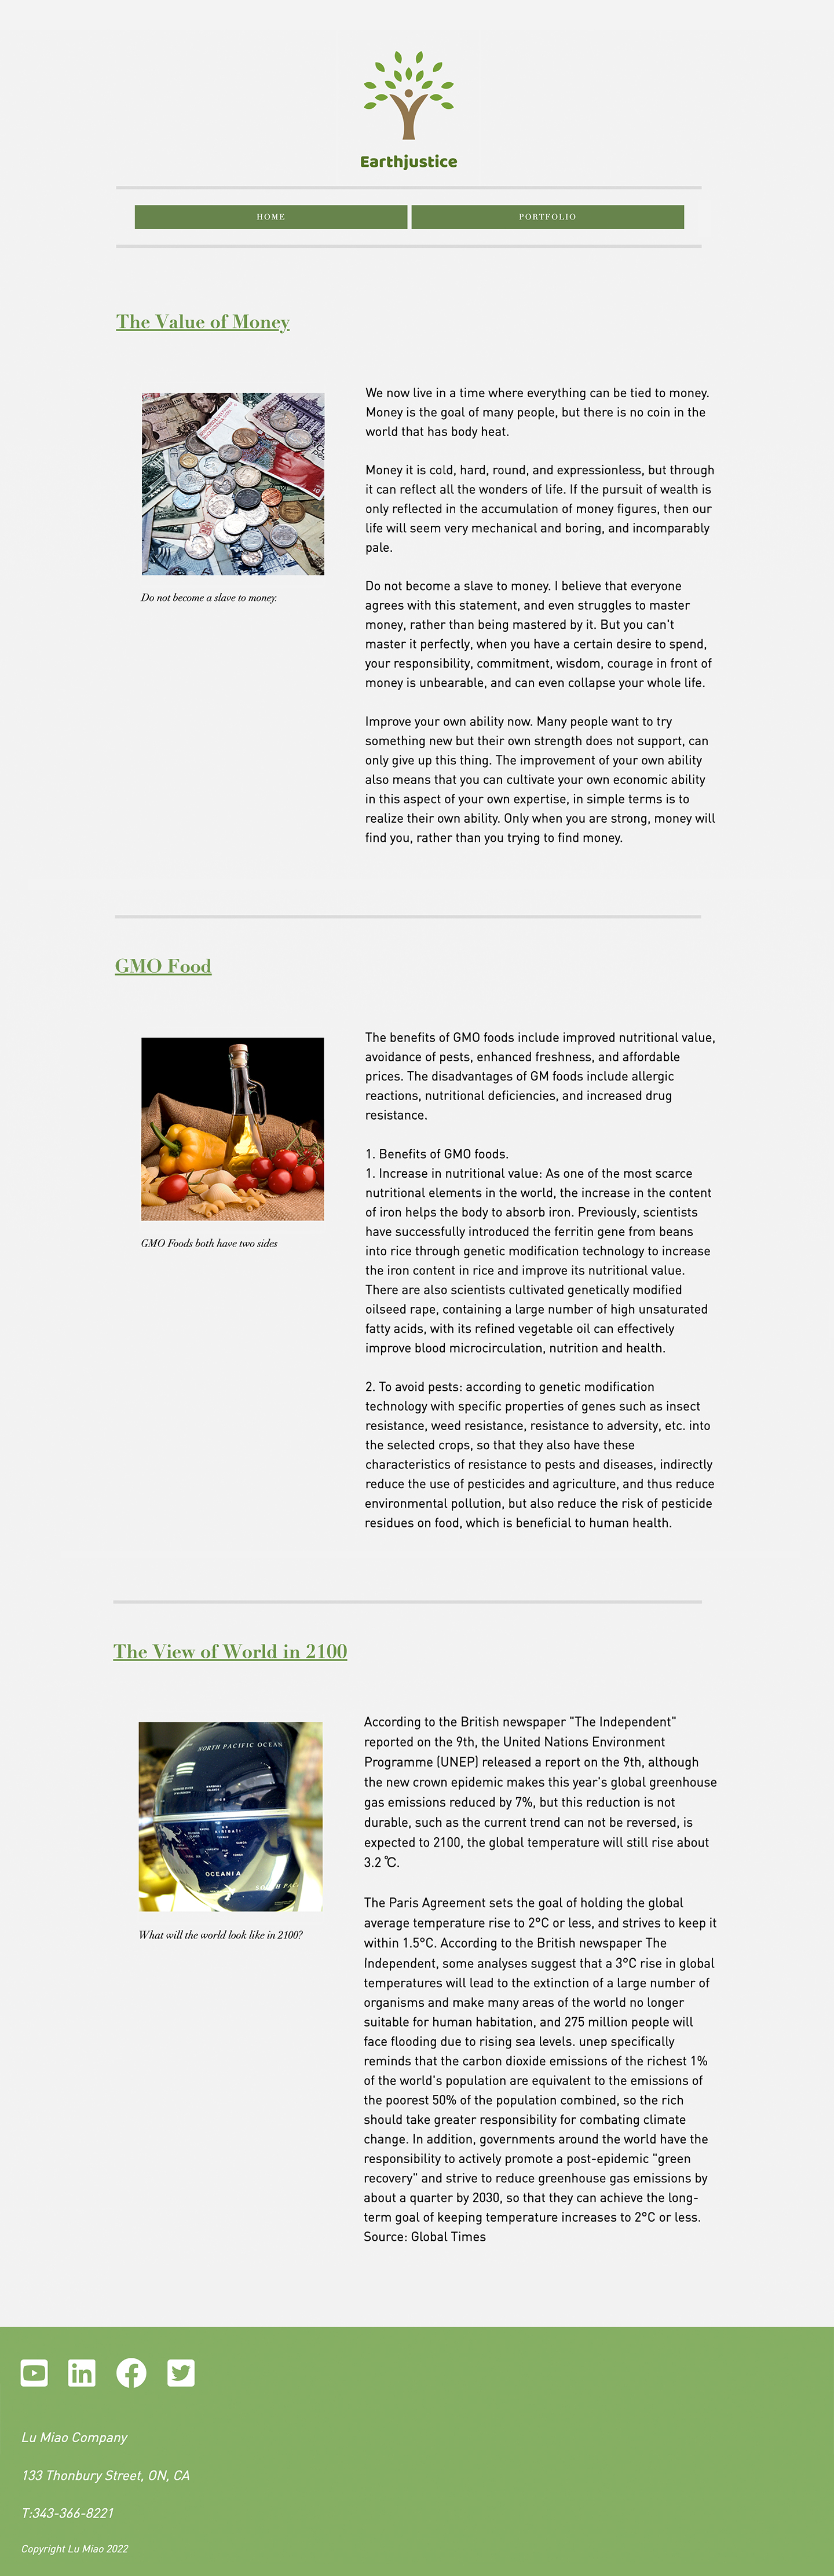 Earthjustice
HOME
PORTFOLIO
The Value of Money
We now live in a time where everything can be tied to money.
Money is the goal of many people, but there is no coin in the
world that has body heat.
Money it is cold, hard, round, and expressionless, but through
it can reflect all the wonders of life. If the pursuit of wealth is
only reflected in the accumulation of money figures, then our
life will seem very mechanical and boring, and incomparably
pale.
Do not become a slave to money. I believe that everyone
agrees with this statement, and even struggles to master
money, rather than being mastered by it. But you can't
master it perfectly, when you have a certain desire to spend,
your responsibility, commitment, wisdom, courage in front of
money is unbearable, and can even collapse your whole life.
Improve your own ability now. Many people want to try
something new but their own strength does not support, can
only give up this thing. The improvement of your own ability
also means that you can cultivate your own economic ability
in this aspect of your own expertise, in simple terms is to
realize their own ability. Only when you are strong, money will
find you, rather than you trying to find money.
Do not become a slave to money.
GMO Food
The benefits of GMO foods include improved nutritional value,
avoidance of pests, enhanced freshness, and affordable
prices. The disadvantages of GM foods include allergic
reactions, nutritional deficiencies, and increased drug
resistance.
1. Benefits of GMO foods.
1. Increase in nutritional value: As one of the most scarce
nutritional elements in the world, the increase in the content
of iron helps the body to absorb iron. Previously, scientists
have successfully introduced the ferritin gene from beans
into rice through genetic modification technology to increase
the iron content in rice and improve its nutritional value.
There are also scientists cultivated genetically modified
oilseed rape, containing a large number of high unsaturated
fatty acids, with its refined vegetable oil can effectively
improve blood microcirculation, nutrition and health.
2. To avoid pests: according to genetic modification
technology with specific properties of genes such as insect
resistance, weed resistance, resistance to adversity, etc. into
the selected crops, so that they also have these
characteristics of resistance to pests and diseases, indirectly
reduce the use of pesticides and agriculture, and thus reduce
environmental pollution, but also reduce the risk of pesticide
residues on food, which is beneficial to human health.
GMO Foods both have two sides
The View of World in 2100
NORTH PACIFIC OCEAN
KIRIBATI
OCEANIA
According to the British newspaper "The Independent"
reported on the 9th, the United Nations Environment
Programme (UNEP) released a report on the 9th, although
the new crown epidemic makes this year's global greenhouse
gas emissions reduced by 7%, but this reduction is not
durable, such as the current trend can not be reversed, is
expected to 2100, the global temperature will still rise about
3.2 ℃.
The Paris Agreement sets the goal of holding the global
average temperature rise to 2°C or less, and strives to keep it
within 1.5°C. According to the British newspaper The
Independent, some analyses suggest that a 3°C rise in global
temperatures will lead to the extinction of a large number of
organisms and make many areas of the world no longer
suitable for human habitation, and 275 million people will
face flooding due to rising sea levels. unep specifically
reminds that the carbon dioxide emissions of the richest 1%
of the world's population are equivalent to the emissions of
the poorest 50% of the population combined, so the rich
should take greater responsibility for combating climate
change. In addition, governments around the world have the
responsibility to actively promote a post-epidemic "green
recovery" and strive to reduce greenhouse gas emissions by
about a quarter by 2030, so that they can achieve the long-
term goal of keeping temperature increases to 2°C or less.
Source: Global Times
What will the world look like in 2100?
Lu Miao Company
133 Thonbury Street, ON, CA
T:343-366-8221
Copyright Lu Miao 2022